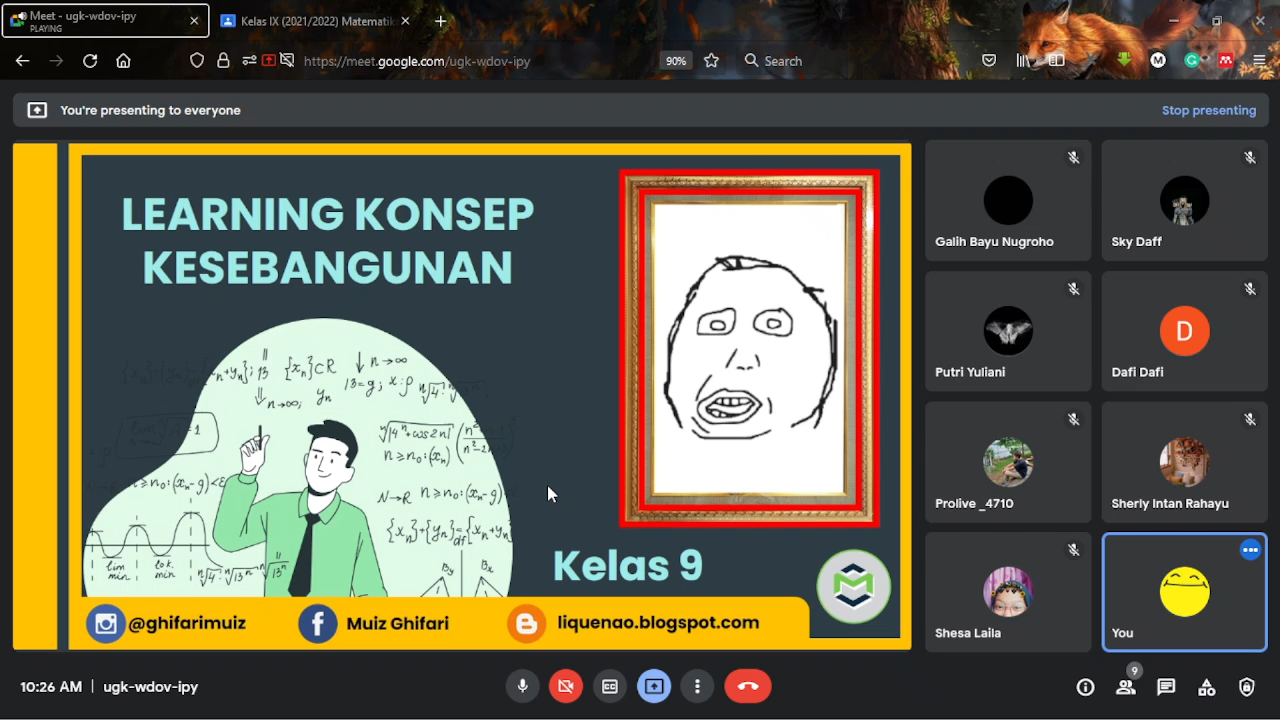 Meet - ugk-wdov-ipy
PLAYING
Kelas IX (2021/2022) Matematik
https://meet.google.com/ugk-wdov-ipy
90%
Search
You're presenting to everyone
Stop presenting
LEARNING KONSEP
KESEBANGUNAN
Kelas 9
@ghifarimuiz
Muiz Ghifari
liquenao.blogspot.com
Galih Bayu Nugroho
Sky Daff
Putri Yuliani
D
Dafi Dafi
Prolive _4710
Sherly Intan Rahayu
Shesa Laila
You
10:26 AM | ugk-wdov-ipy
9